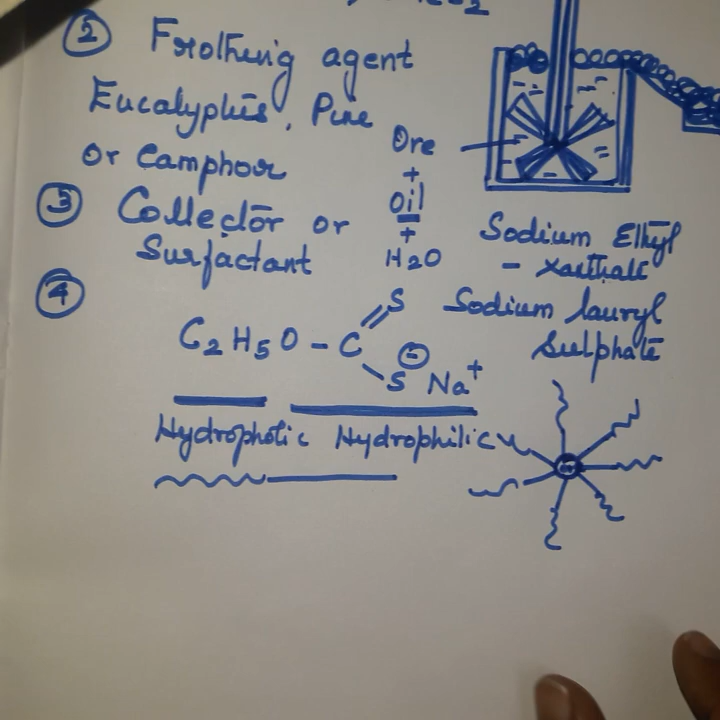 ② Frothing agent
Eucalyptus, Pine
or Camphor
Ore
+
Oil
+
H2O
③ Collector or
Surfactant
Sodium Ethyl
- xanthate
Sodium lauryl
Sulphate
④
C2H5O - C
S
S ⊖ Na+
Hydrophobic Hydrophilic